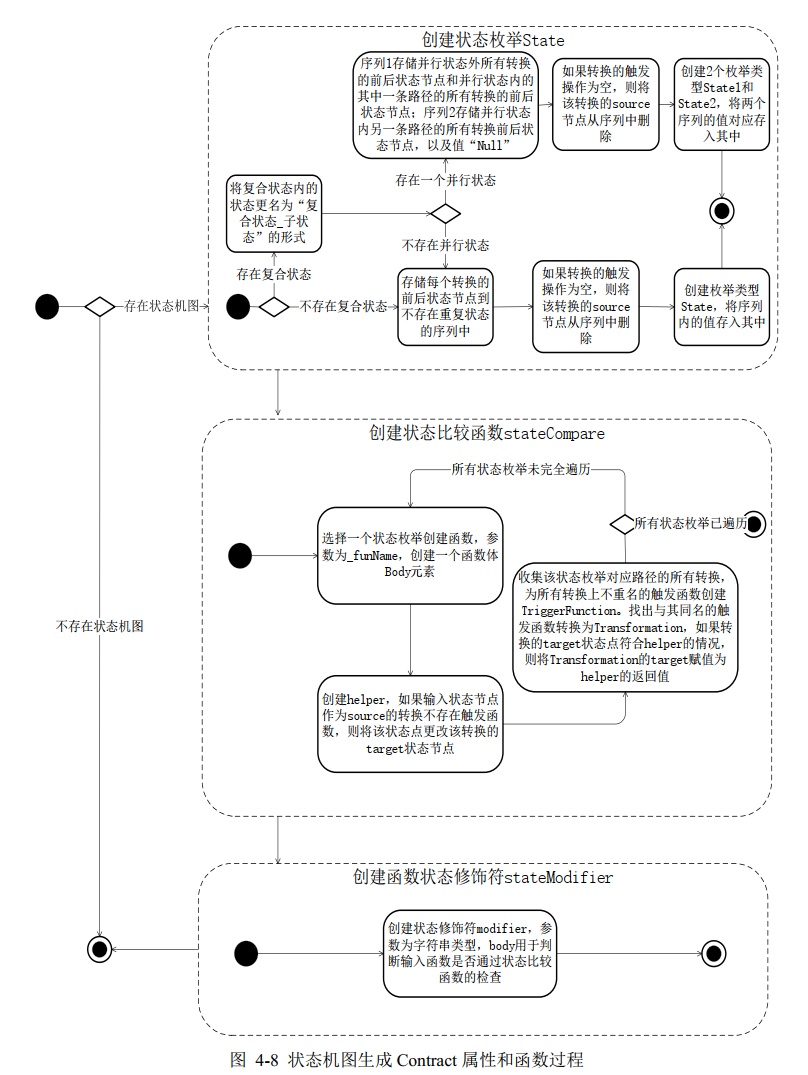 创建状态枚举State
序列1存储并行状态外所有转换
的前后状态节点和并行状态内的
其中一条路径的所有转换的前后
状态节点；序列2存储并行状态
内另一条路径的所有转换前后
状态节点，以及值“Null”
如果转换的触发
操作为空，则将
该转换的source
节点从序列中删
除
创建2个枚举类
型State1和
State2，将两个
序列的值对应存
入其中
存在一个并行状态
将复合状态内的
状态更名为“复
合状态_子状
态”的形式
不存在并行状态
存在复合状态
存在状态机图
不存在复合状态
存储每个转换的
前后状态节点到
不存在重复状态
的序列中
如果转换的触发
操作为空，则将
该转换的source
节点从序列中删
除
创建枚举类型
State，将序列
内的值存入其中
创建状态比较函数stateCompare
所有状态枚举未完全遍历
所有状态枚举已遍历
选择一个状态枚举创建函数，参
数为_funName，创建一个函数体
Body元素
收集该状态枚举对应路径的所有转换，
为所有转换上不重名的触发函数创建
TriggerFunction。找出与其同名的触
发函数转换为Transformation，如果转
换的target状态点符合helper的情况，
则将Transformation的target赋值为
helper的返回值
不存在状态机图
创建helper，如果输入状态节点
作为source的转换不存在触发函
数，则将该状态点更改该转换的
target状态节点
创建函数状态修饰符stateModifier
创建状态修饰符modifier，参
数为字符串类型，body用于判
断输入函数是否通过状态比较
函数的检查
图 4-8 状态机图生成 Contract 属性和函数过程